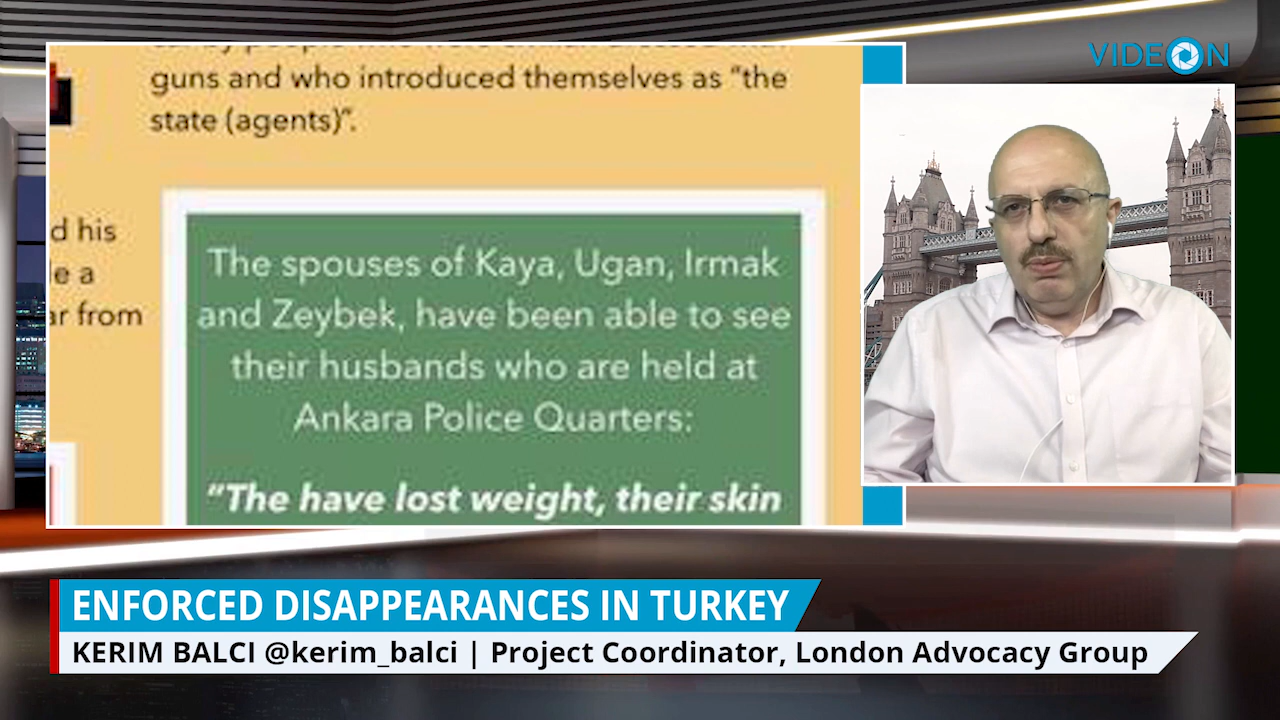 VIDEON
guns and who introduced themselves as “the
state (agents)”.
d his
a
from
The spouses of Kaya, Ugan, Irmak
and Zeybek, have been able to see
their husbands who are held at
Ankara Police Quarters:
“The have lost weight, their skin
ENFORCED DISAPPEARANCES IN TURKEY
KERIM BALCI @kerim_balci | Project Coordinator, London Advocacy Group